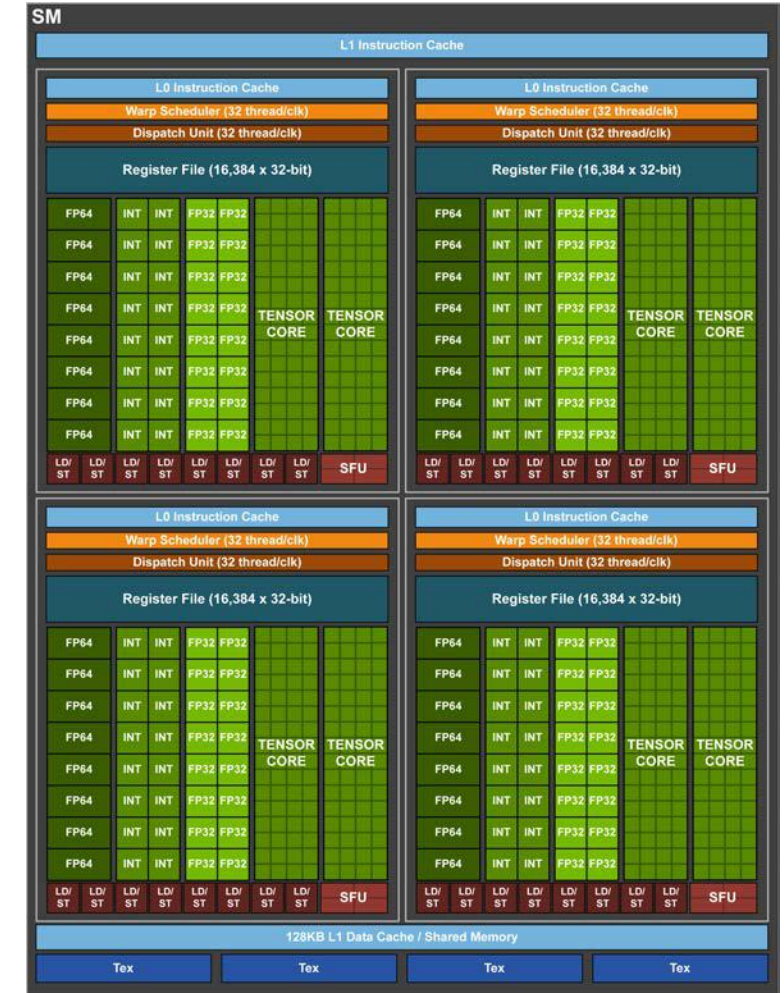 SM
L1 Instruction Cache
L0 Instruction Cache
Warp Scheduler (32 thread/clk)
Dispatch Unit (32 thread/clk)
Register File (16,384 x 32-bit)
FP64 INT INT FP32 FP32
FP64 INT INT FP32 FP32
FP64 INT INT FP32 FP32
FP64 INT INT FP32 FP32 TENSOR CORE TENSOR CORE
FP64 INT INT FP32 FP32
FP64 INT INT FP32 FP32
FP64 INT INT FP32 FP32
FP64 INT INT FP32 FP32
LD/ST LD/ST LD/ST LD/ST LD/ST LD/ST LD/ST LD/ST SFU
L0 Instruction Cache
Warp Scheduler (32 thread/clk)
Dispatch Unit (32 thread/clk)
Register File (16,384 x 32-bit)
FP64 INT INT FP32 FP32
FP64 INT INT FP32 FP32
FP64 INT INT FP32 FP32
FP64 INT INT FP32 FP32 TENSOR CORE TENSOR CORE
FP64 INT INT FP32 FP32
FP64 INT INT FP32 FP32
FP64 INT INT FP32 FP32
FP64 INT INT FP32 FP32
LD/ST LD/ST LD/ST LD/ST LD/ST LD/ST LD/ST LD/ST SFU
L0 Instruction Cache
Warp Scheduler (32 thread/clk)
Dispatch Unit (32 thread/clk)
Register File (16,384 x 32-bit)
FP64 INT INT FP32 FP32
FP64 INT INT FP32 FP32
FP64 INT INT FP32 FP32
FP64 INT INT FP32 FP32 TENSOR CORE TENSOR CORE
FP64 INT INT FP32 FP32
FP64 INT INT FP32 FP32
FP64 INT INT FP32 FP32
FP64 INT INT FP32 FP32
LD/ST LD/ST LD/ST LD/ST LD/ST LD/ST LD/ST LD/ST SFU
L0 Instruction Cache
Warp Scheduler (32 thread/clk)
Dispatch Unit (32 thread/clk)
Register File (16,384 x 32-bit)
FP64 INT INT FP32 FP32
FP64 INT INT FP32 FP32
FP64 INT INT FP32 FP32
FP64 INT INT FP32 FP32 TENSOR CORE TENSOR CORE
FP64 INT INT FP32 FP32
FP64 INT INT FP32 FP32
FP64 INT INT FP32 FP32
FP64 INT INT FP32 FP32
LD/ST LD/ST LD/ST LD/ST LD/ST LD/ST LD/ST LD/ST SFU
128KB L1 Data Cache / Shared Memory
Tex Tex Tex Tex